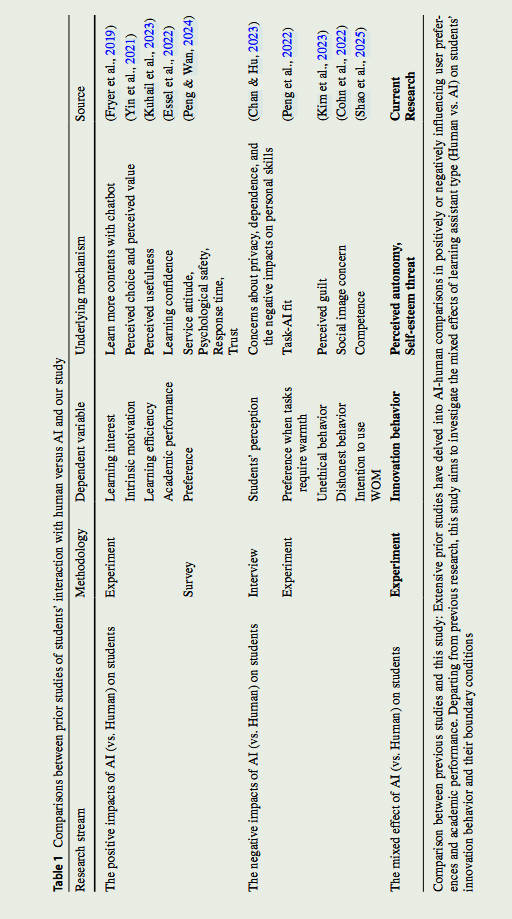 Table 1 Comparisons between prior studies of students' interaction with human versus AI and our study
Research stream Methodology Dependent variable Underlying mechanism Source
The positive impacts of AI (vs. Human) on students Experiment Learning interest Learn more contents with chatbot (Fryer et al., 2019)
Intrinsic motivation Perceived choice and perceived value (Yin et al., 2021)
Learning efficiency Perceived usefulness (Kuhail et al., 2023)
Academic performance Learning confidence (Essel et al., 2022)
Survey Preference Service attitude, (Peng & Wan, 2024)
Psychological safety,
Response time,
Trust
The negative impacts of AI (vs. Human) on students Interview Students' perception Concerns about privacy, dependence, and (Chan & Hu, 2023)
the negative impacts on personal skills
Experiment Preference when tasks Task-AI fit (Peng et al., 2022)
require warmth
Unethical behavior Perceived guilt (Kim et al., 2023)
Dishonest behavior Social image concern (Cohn et al., 2022)
Intention to use Competence (Shao et al., 2025)
WOM
The mixed effect of AI (vs. Human) on students Experiment Innovation behavior Perceived autonomy, Current
Self-esteem threat Research
Comparison between previous studies and this study: Extensive prior studies have delved into AI-human comparisons in positively or negatively influencing user prefer-
ences and academic performance. Departing from previous research, this study aims to investigate the mixed effects of learning assistant type (Human vs. AI) on students'
innovation behavior and their boundary conditions